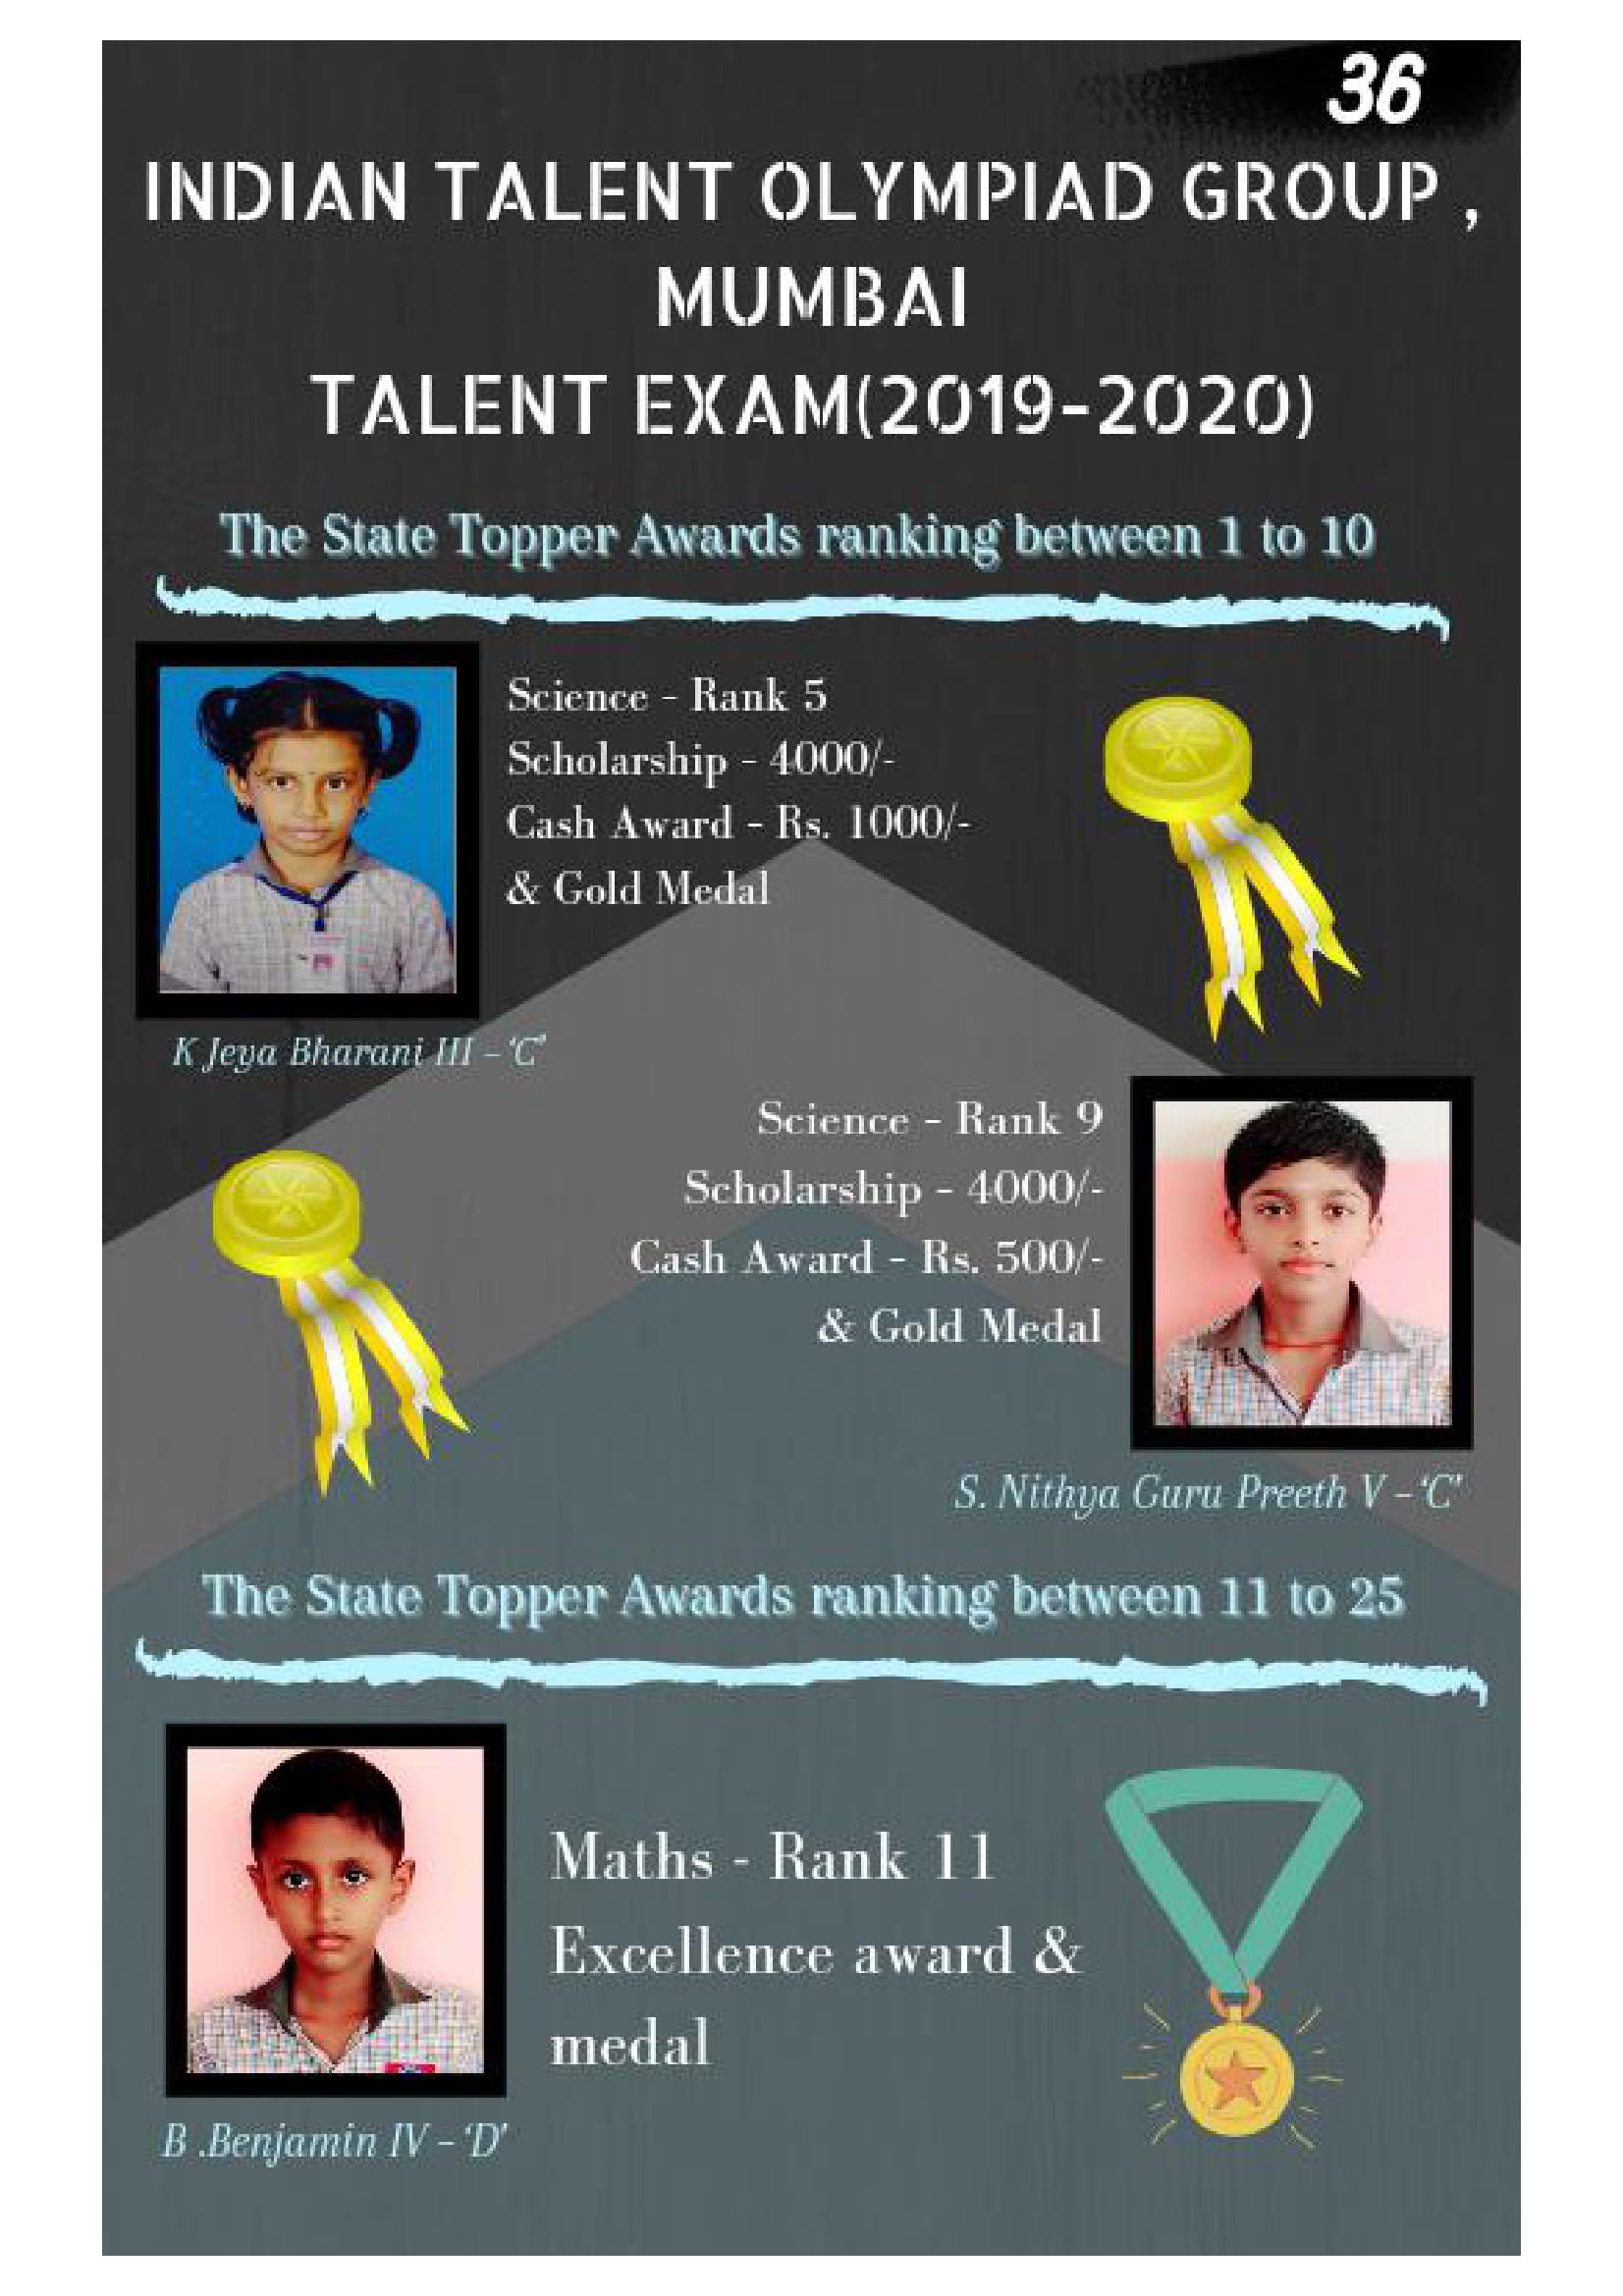 36
INDIAN TALENT OLYMPIAD GROUP ,
MUMBAI
TALENT EXAM(2019-2020)
The State Topper Awards ranking between 1 to 10
Science - Rank 5
Scholarship - 4000/-
Cash Award - Rs. 1000/-
& Gold Medal
K Jeya Bharani III - 'C'
Science - Rank 9
Scholarship - 4000/-
Cash Award - Rs. 500/-
& Gold Medal
S. Nithya Guru Preeth V - 'C'
The State Topper Awards ranking between 11 to 25
Maths - Rank 11
Excellence award &
medal
B .Benjamin IV - 'D'